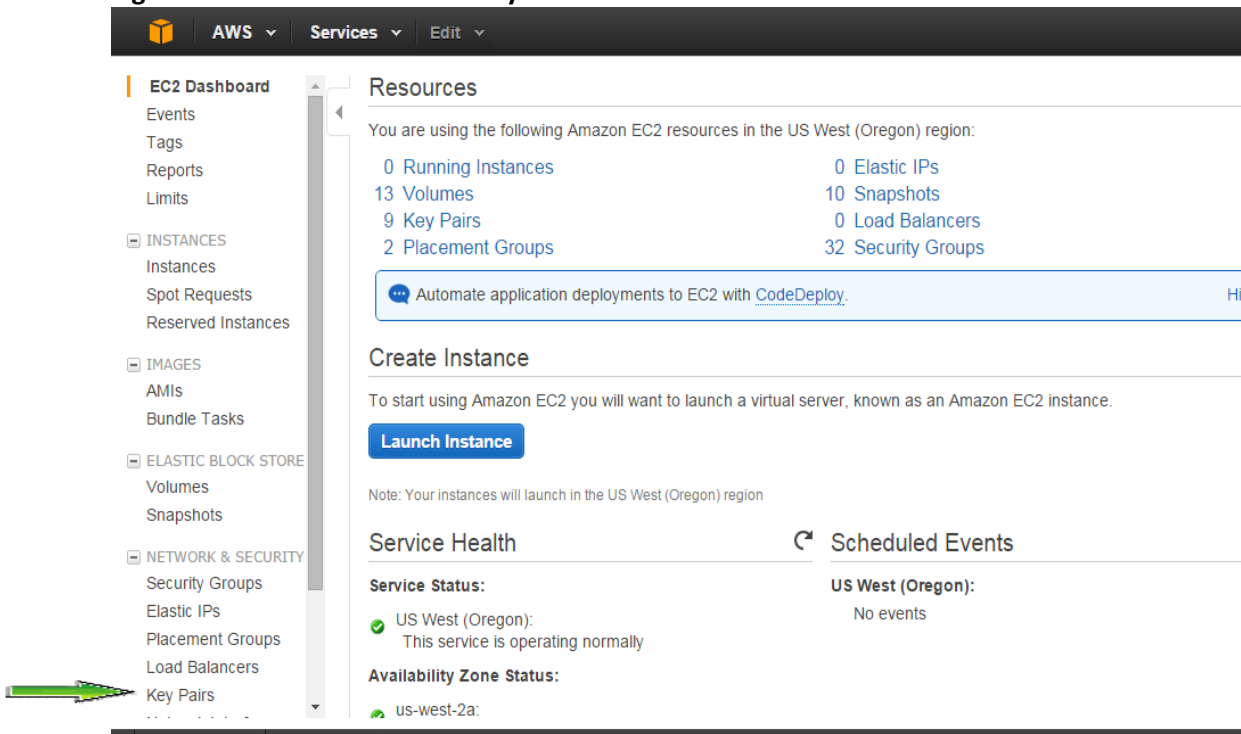 AWS Services Edit
EC2 Dashboard
Events
Tags
Reports
Limits
INSTANCES
Instances
Spot Requests
Reserved Instances
IMAGES
AMIs
Bundle Tasks
ELASTIC BLOCK STORE
Volumes
Snapshots
NETWORK & SECURITY
Security Groups
Elastic IPs
Placement Groups
Load Balancers
Key Pairs
Resources
You are using the following Amazon EC2 resources in the US West (Oregon) region:
0 Running Instances
13 Volumes
9 Key Pairs
2 Placement Groups
0 Elastic IPs
10 Snapshots
0 Load Balancers
32 Security Groups
Automate application deployments to EC2 with CodeDeploy.
Hi
Create Instance
To start using Amazon EC2 you will want to launch a virtual server, known as an Amazon EC2 instance.
Launch Instance
Note: Your instances will launch in the US West (Oregon) region
Service Health
Service Status:
US West (Oregon):
This service is operating normally
Availability Zone Status:
us-west-2a:
Scheduled Events
US West (Oregon):
No events